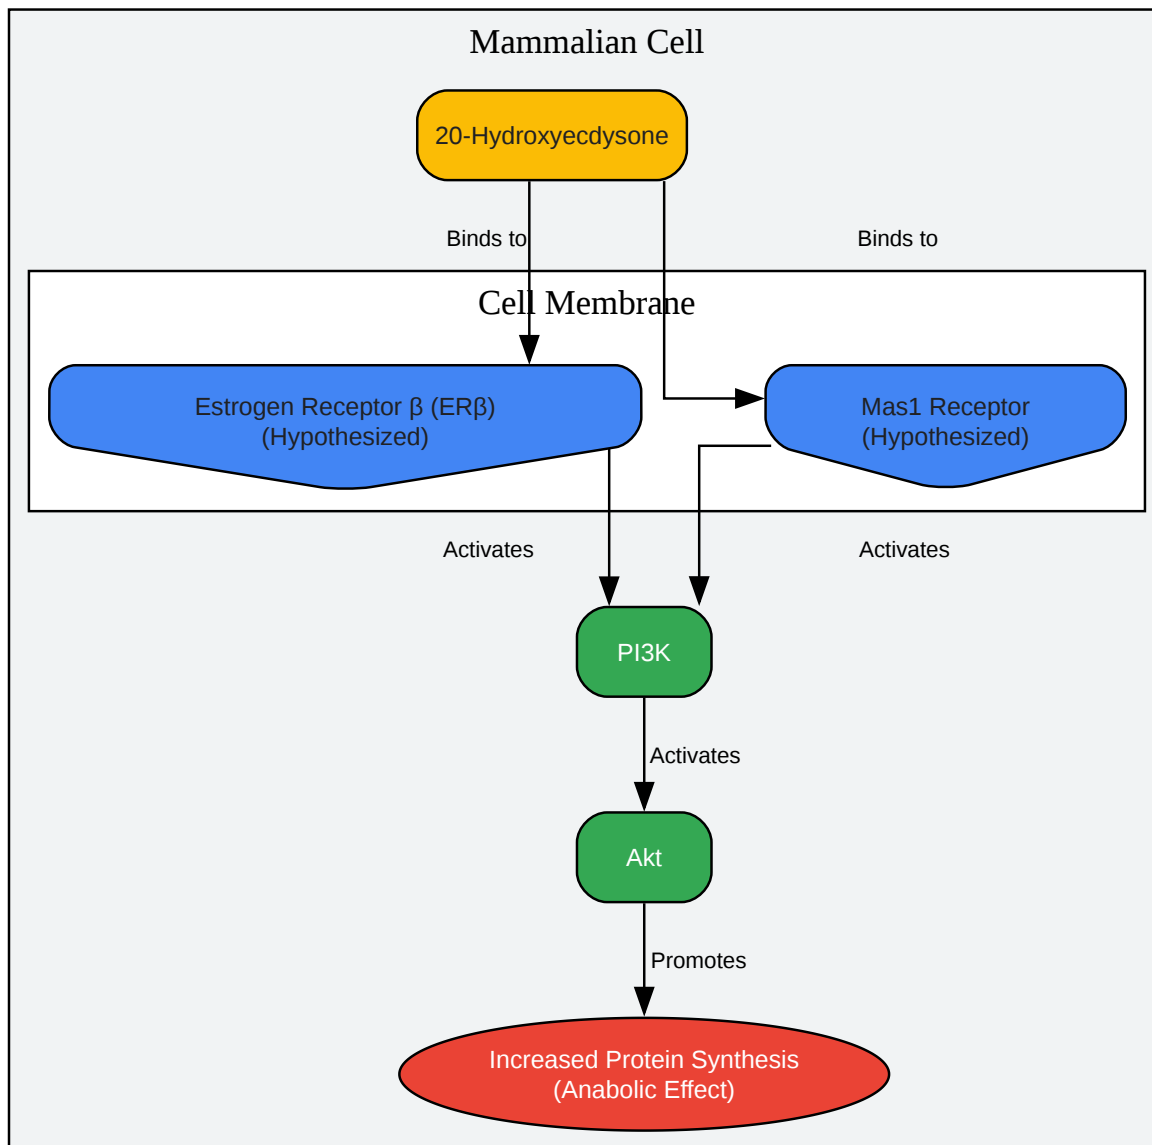 Mammalian Cell
20-Hydroxyecdysone
Binds to
Binds to
Cell Membrane
Estrogen Receptor β (ERβ)
(Hypothesized)
Mas1 Receptor
(Hypothesized)
Activates
Activates
PI3K
Activates
Akt
Promotes
Increased Protein Synthesis
(Anabolic Effect)